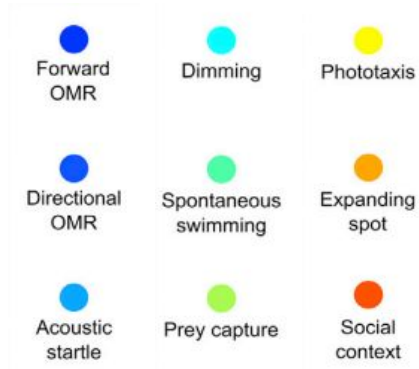 Forward
OMR
Dimming
Phototaxis
Directional
OMR
Spontaneous
swimming
Expanding
spot
Acoustic
startle
Prey capture
Social
context